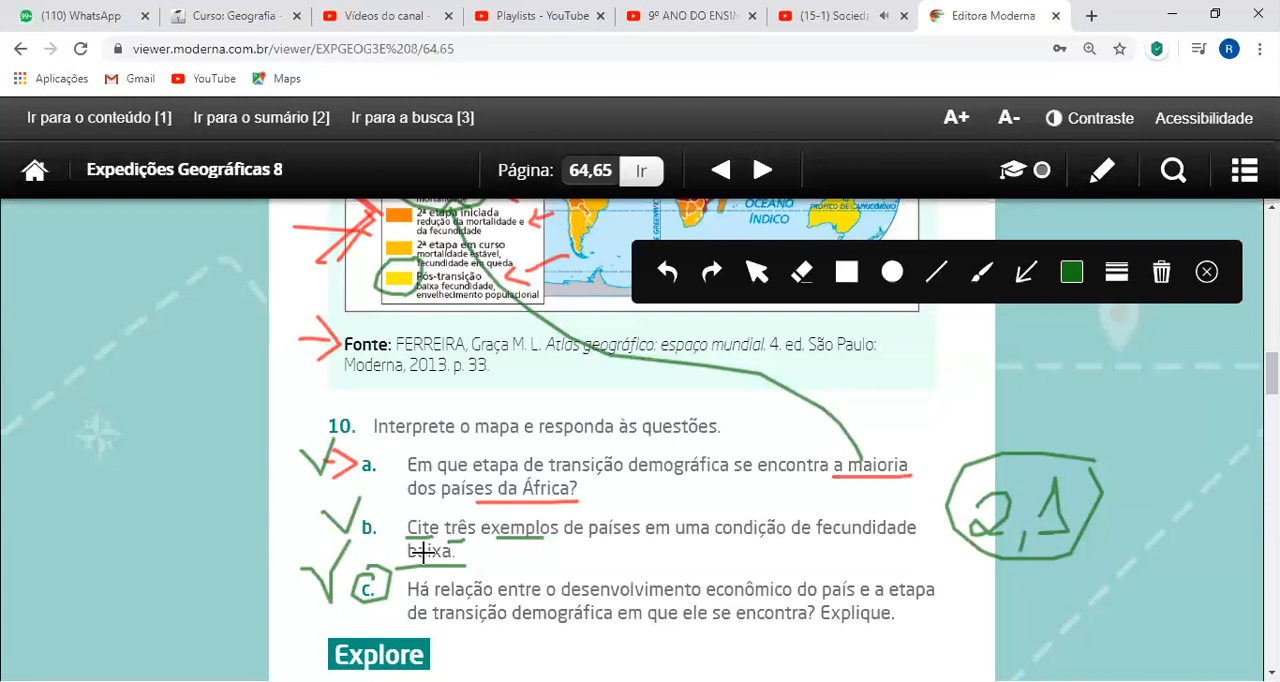 (110) WhatsApp
Curso: Geografia -
Vídeos do canal -
Playlists - YouTube
9º ANO DO ENSIN
(15-1) Socieda
Editora Moderna
viewer.moderna.com.br/viewer/EXPGEOG3E%208/64.65
R
Aplicações
Gmail
YouTube
Maps
Ir para o conteúdo [1]
Ir para o sumário [2]
Ir para a busca [3]
A+
A-
Contraste
Acessibilidade
Expedições Geográficas 8
Página:
64,65
Ir
mortalidade
2ª etapa iniciada
redução da mortalidade e
da fecundidade
2ª etapa em curso
mortalidade estável,
fecundidade em queda
Pós-transição
baixa fecundidade,
envelhecimento populacional
OCEANO
ÍNDICO
TRÓPICO DE CAPRICÓRNIO
Fonte: FERREIRA, Graça M. L. Atlas geográfico: espaço mundial. 4. ed. São Paulo:
Moderna, 2013. p. 33.
10. Interprete o mapa e responda às questões.
a. Em que etapa de transição demográfica se encontra a maioria
dos países da África?
b. Cite três exemplos de países em uma condição de fecundidade
baixa.
2,1
c. Há relação entre o desenvolvimento econômico do país e a etapa
de transição demográfica em que ele se encontra? Explique.
Explore